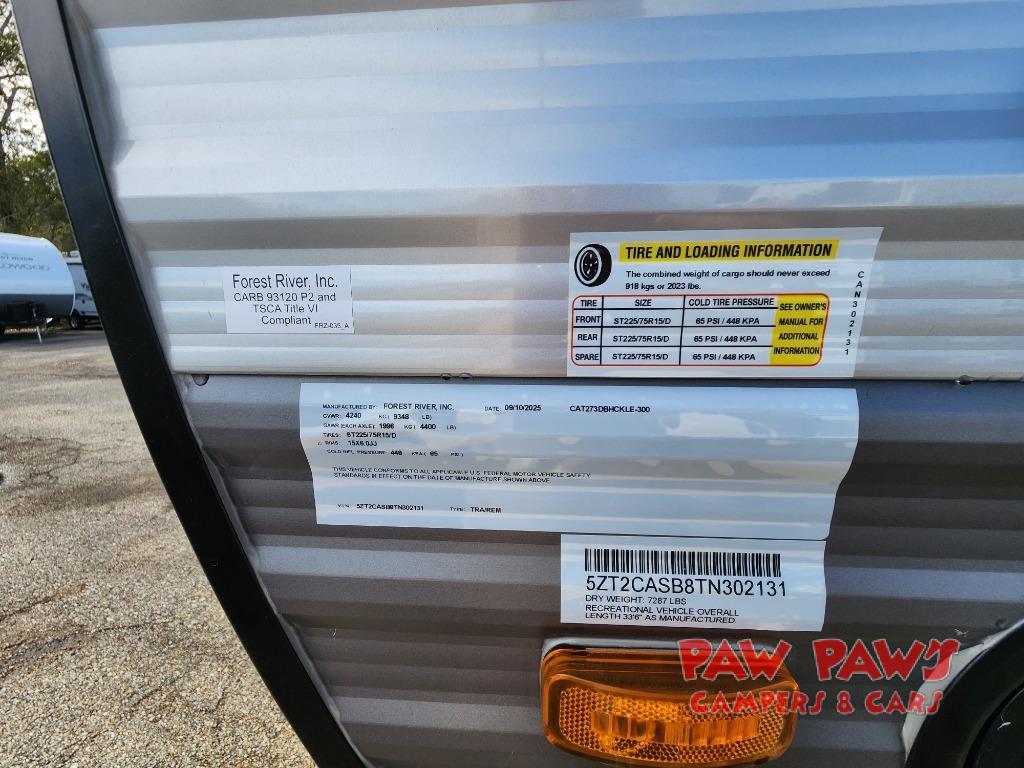 Forest River, Inc.
CARB 93120 P2 and
TSCA Title VI
Compliant
FRZ-035_A
TIRE AND LOADING INFORMATION
The combined weight of cargo should never exceed
918 kgs or 2023 lbs.
TIRE SIZE COLD TIRE PRESSURE SEE OWNER'S
FRONT ST225/75R15/D 65 PSI / 448 KPA MANUAL FOR
REAR ST225/75R15/D 65 PSI / 448 KPA ADDITIONAL
SPARE ST225/75R15/D 65 PSI / 448 KPA INFORMATION
CAN302131
MANUFACTURED BY: FOREST RIVER, INC. DATE: 09/10/2025 CAT273DBHCKLE-300
GVWR: 4240 KG ( 9348 LB)
GAWR (EACH AXLE): 1996 KG ( 4400 LB)
TIRES: ST225/75R15/D
RIMS: 15X6.0JJ
COLD INFL. PRESSURE: 448 KPA ( 65 PSI )
THIS VEHICLE CONFORMS TO ALL APPLICABLE U.S. FEDERAL MOTOR VEHICLE SAFETY
STANDARDS IN EFFECT ON THE DATE OF MANUFACTURE SHOWN ABOVE
V.I.N.: 5ZT2CASB8TN302131 TYPE: TRA/REM
5ZT2CASB8TN302131
DRY WEIGHT: 7287 LBS
RECREATIONAL VEHICLE OVERALL
LENGTH 33'6" AS MANUFACTURED.
PAW PAW'S
CAMPERS & CARS